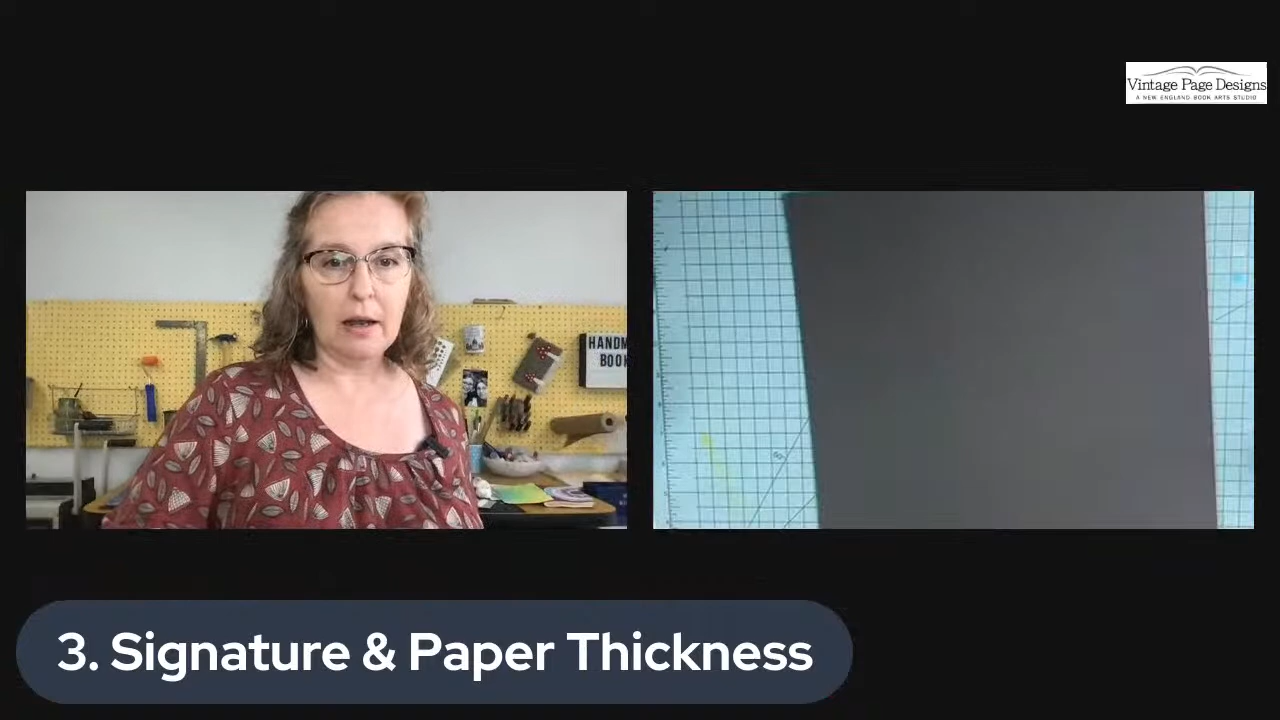 Vintage Page Designs
A NEW ENGLAND BOOK ARTS STUDIO
HANDM
BOOK
3. Signature & Paper Thickness